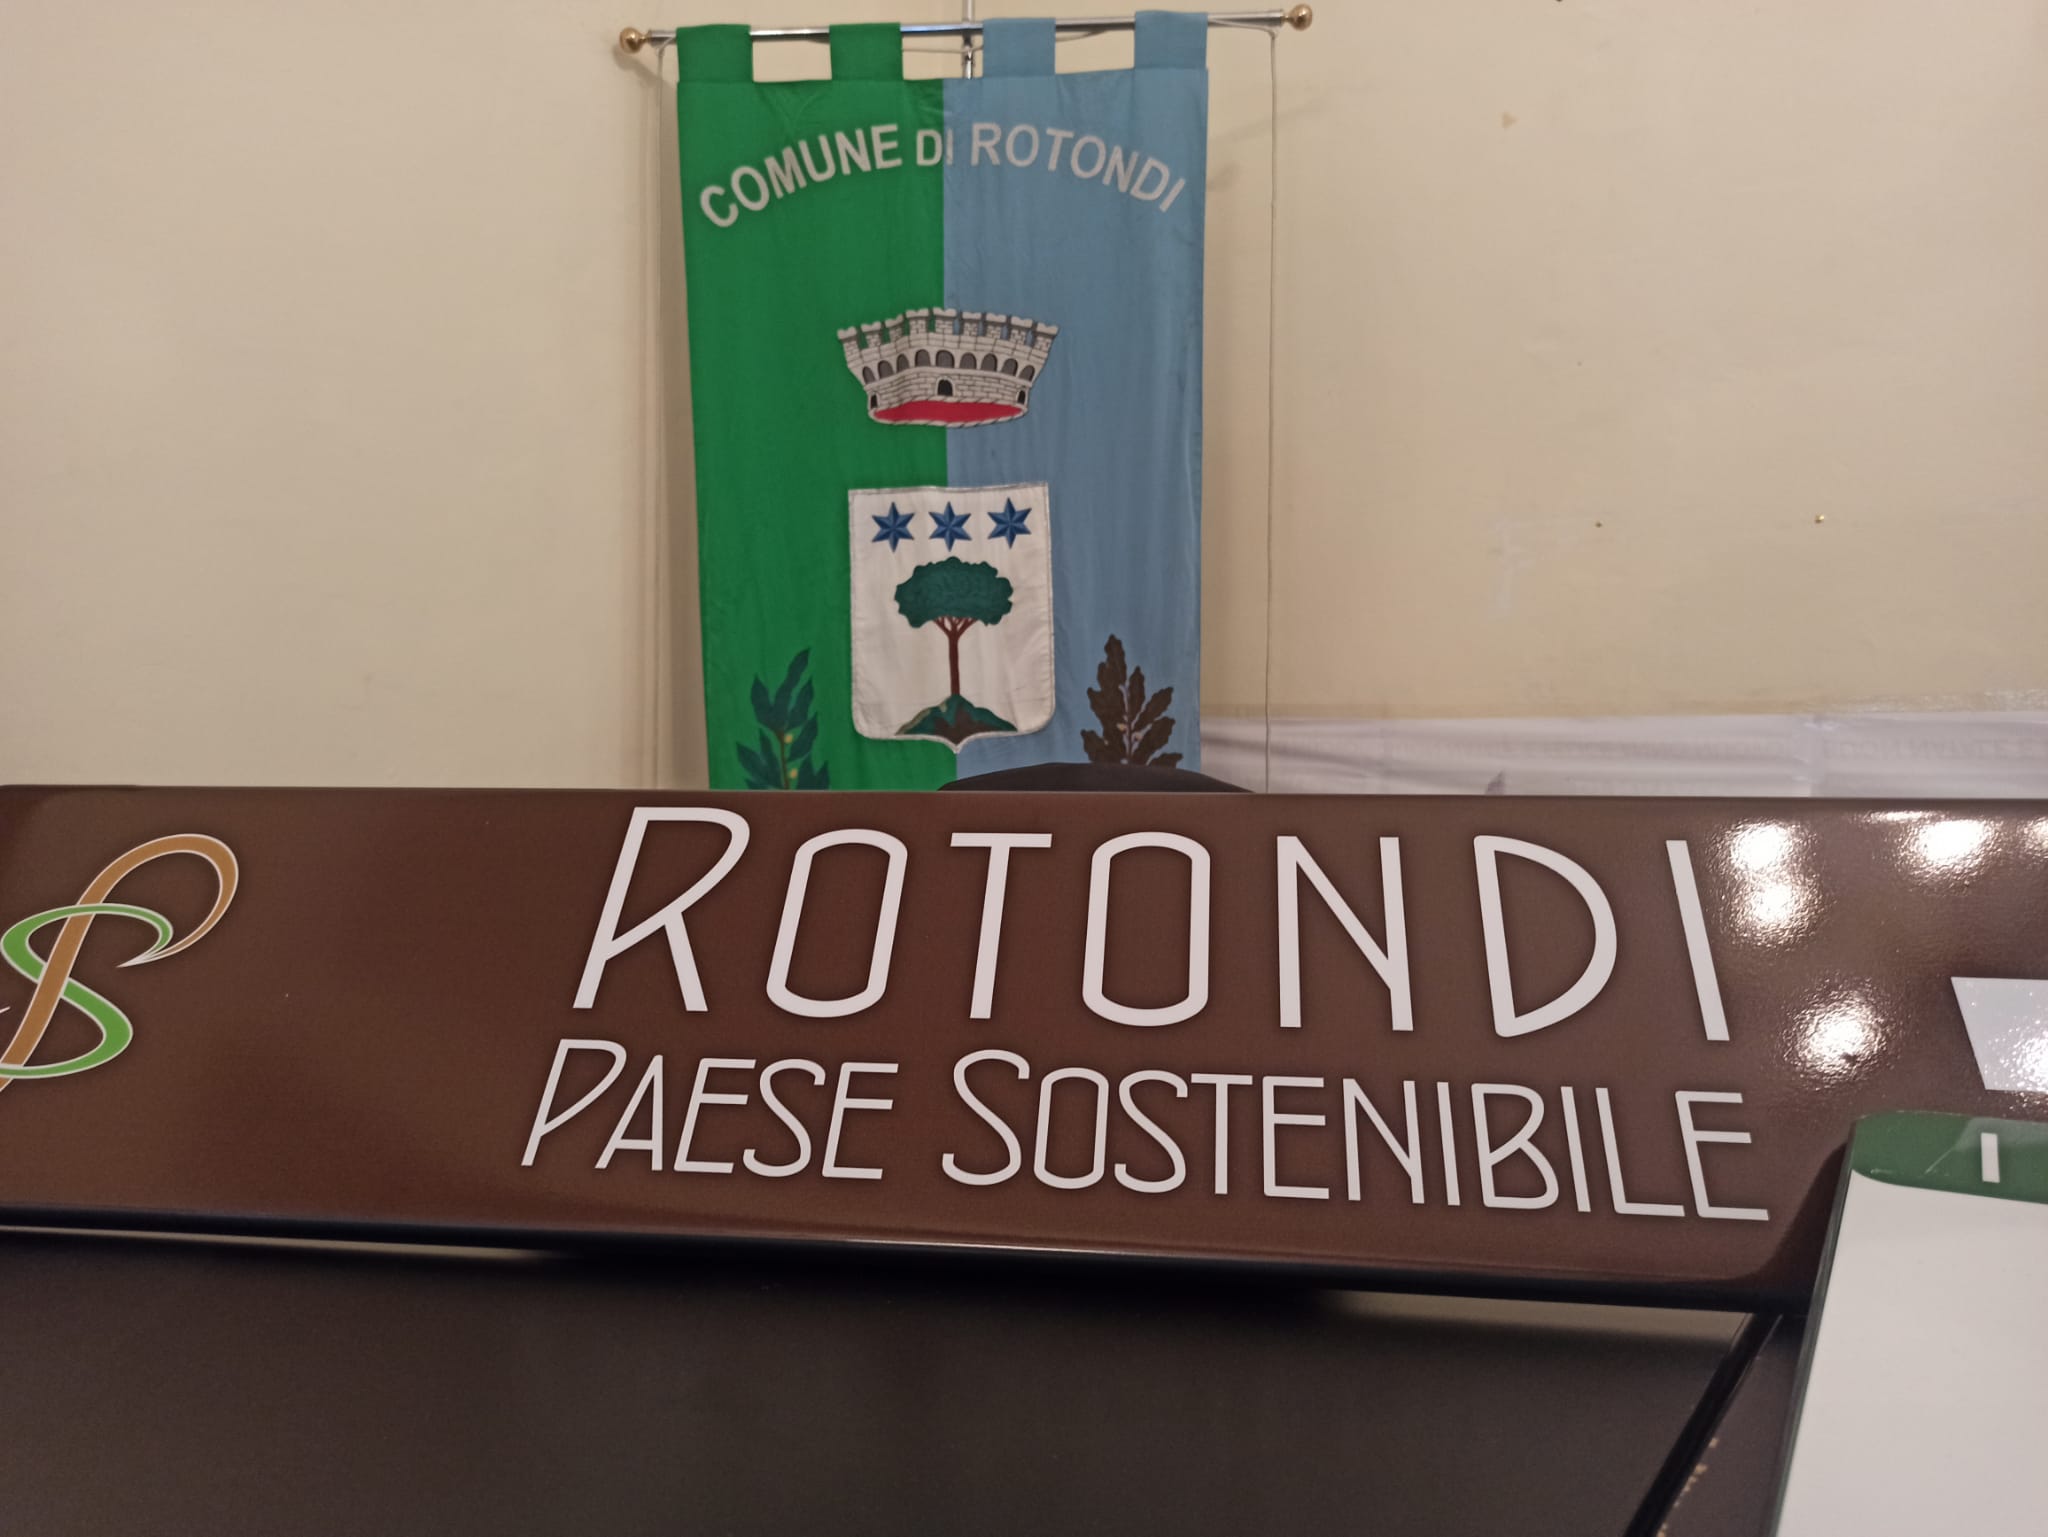 COMUNE DI ROTONDI
ROTONDI
PAESE SOSTENIBILE